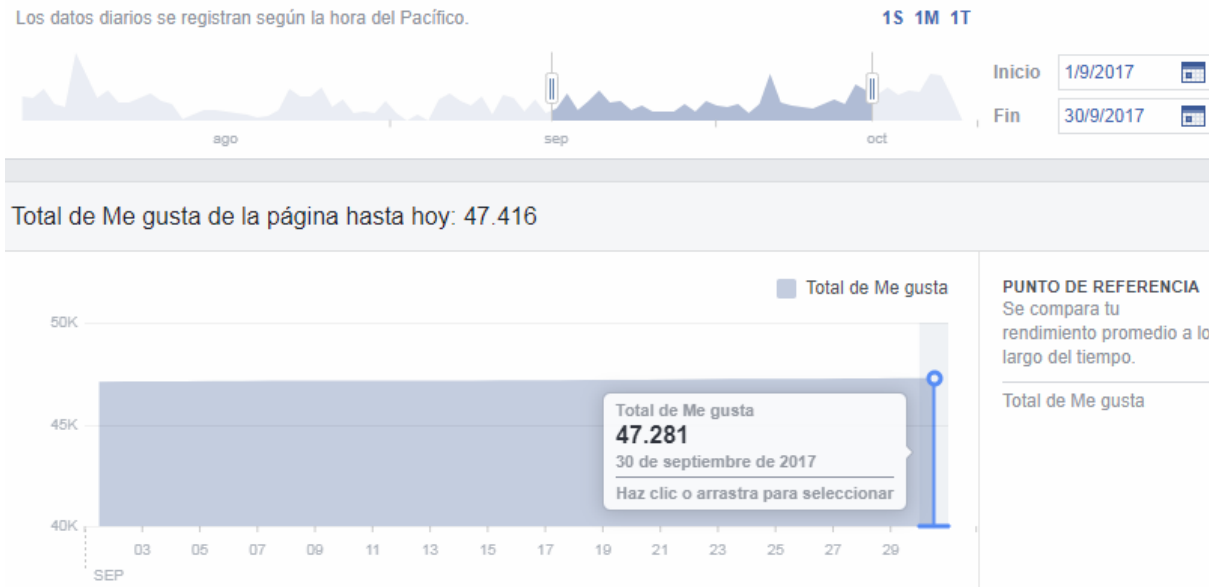 Los datos diarios se registran según la hora del Pacífico.
1S 1M 1T
Inicio 1/9/2017
Fin 30/9/2017
ago sep oct
Total de Me gusta de la página hasta hoy: 47.416
Total de Me gusta
50K
45K
40K
Total de Me gusta
47.281
30 de septiembre de 2017
Haz clic o arrastra para seleccionar
03 05 07 09 11 13 15 17 19 21 23 25 27 29
SEP
PUNTO DE REFERENCIA
Se compara tu
rendimiento promedio a lo
largo del tiempo.
Total de Me gusta